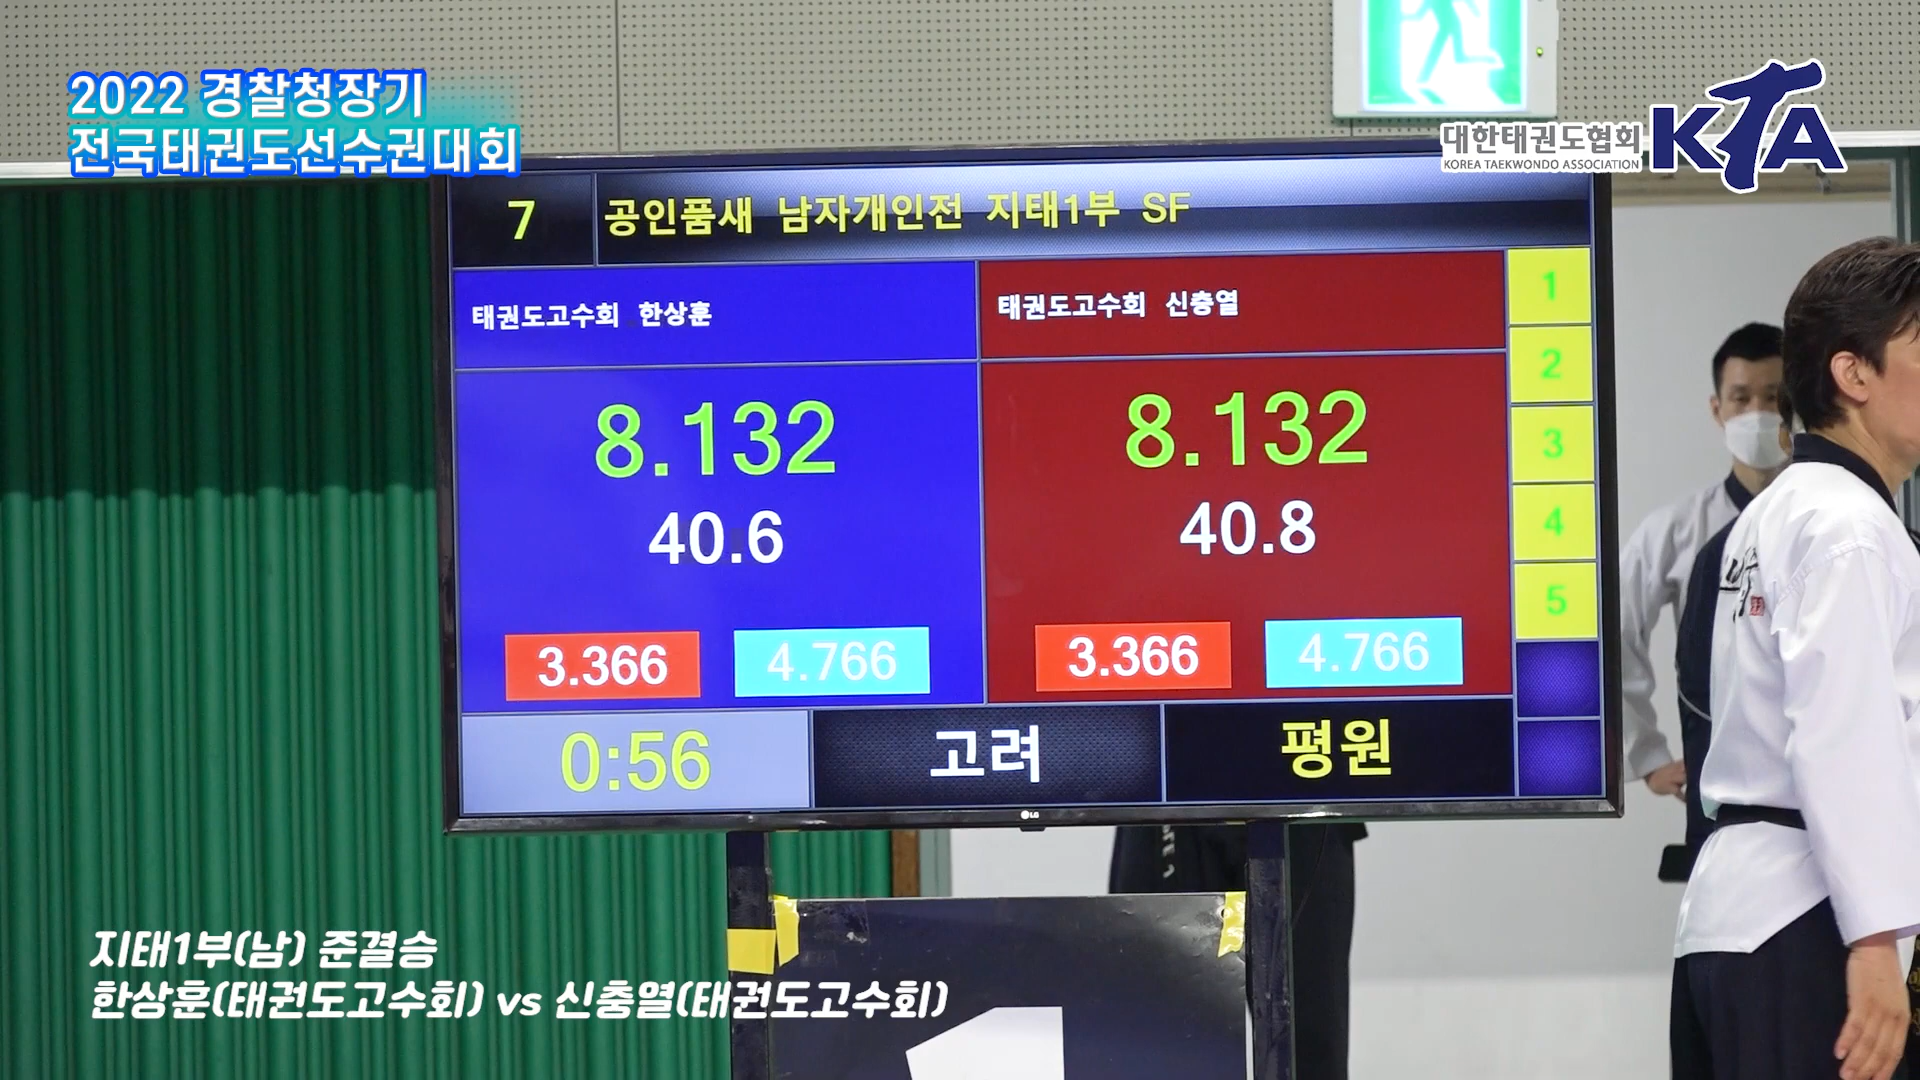 2022 경찰청장기
전국태권도선수권대회
대한태권도협회
KOREA TAEKWONDO ASSOCIATION
KTA
7
공인품새 남자개인전 지태1부 SF
태권도고수회 한상훈
태권도고수회 신충열
8.132
8.132
40.6
40.8
3.366
4.766
3.366
4.766
1
2
3
4
5
0:56
고려
평원
LG
1
지태1부(남) 준결승
한상훈(태권도고수회) vs 신충열(태권도고수회)